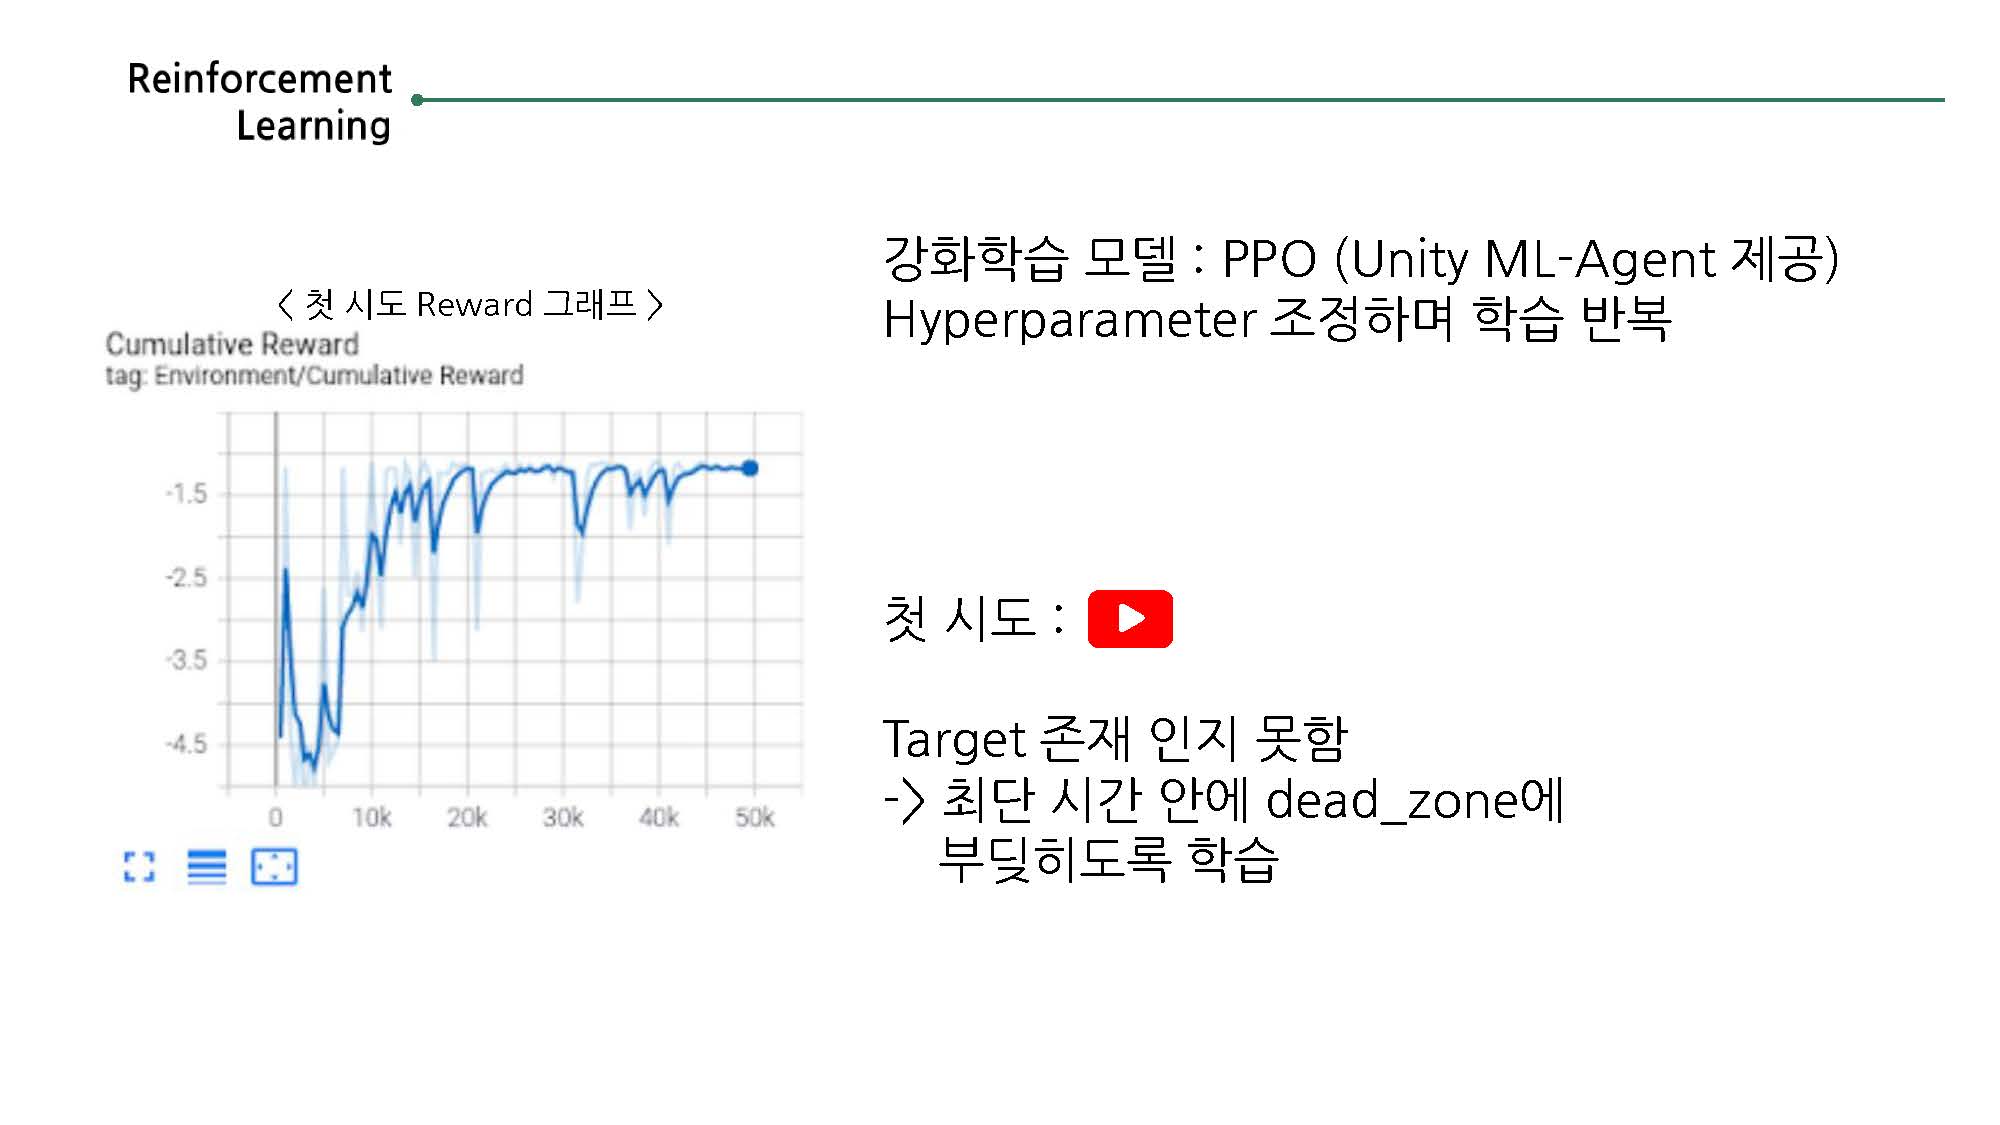 Reinforcement
Learning
< 첫 시도 Reward 그래프 >
Cumulative Reward
tag: Environment/Cumulative Reward
-1.5
-2.5
-3.5
-4.5
0 10k 20k 30k 40k 50k
강화학습 모델 : PPO (Unity ML-Agent 제공)
Hyperparameter 조정하며 학습 반복
첫 시도 :
Target 존재 인지 못함
-> 최단 시간 안에 dead_zone에
부딪히도록 학습